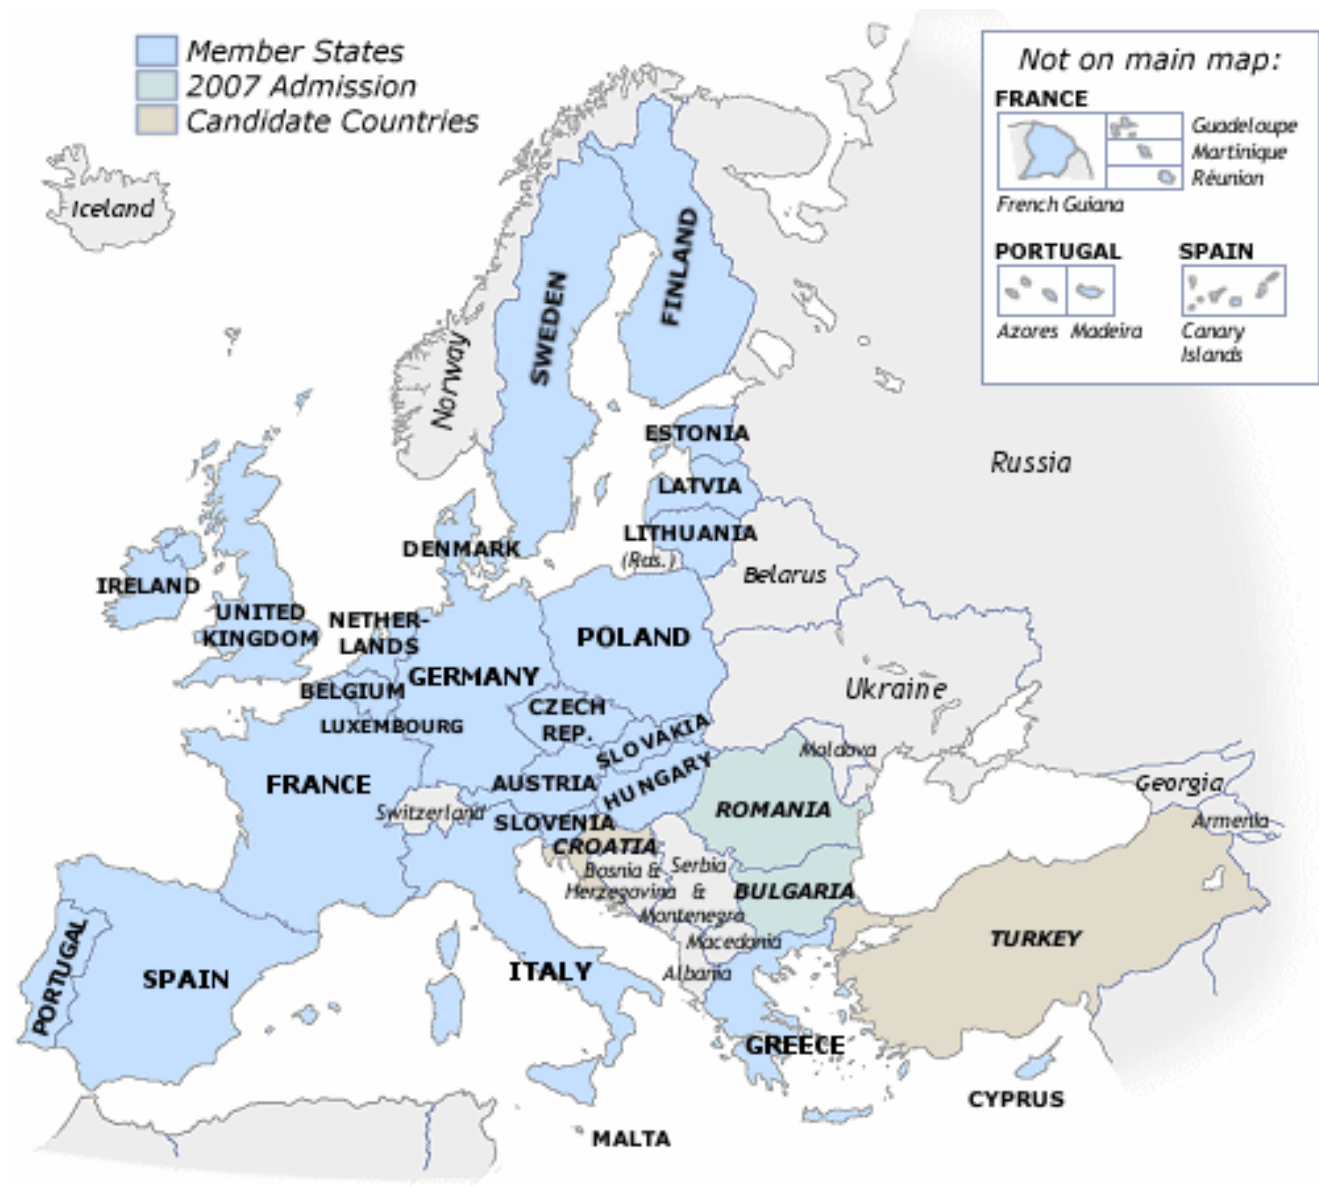 Member States
2007 Admission
Candidate Countries
Not on main map:
FRANCE
Guadeloupe
Martinique
Réunion
French Guiana
PORTUGAL
SPAIN
Azores
Madeira
Canary
Islands
Iceland
Norway
SWEDEN
FINLAND
Russia
ESTONIA
LATVIA
LITHUANIA
(Ros.)
DENMARK
Belarus
IRELAND
UNITED
KINGDOM
NETHER-
LANDS
POLAND
GERMANY
BELGIUM
Ukraine
LUXEMBOURG
CZECH
REP.
SLOVAKIA
Moldova
FRANCE
AUSTRIA
HUNGARY
Georgia
Switzerland
SLOVENIA
ROMANIA
Armenia
CROATIA
Bosnia &
Herzegovina
Serbia
&
Montenegro
BULGARIA
Macedonia
TURKEY
Albania
PORTUGAL
SPAIN
ITALY
GREECE
CYPRUS
MALTA